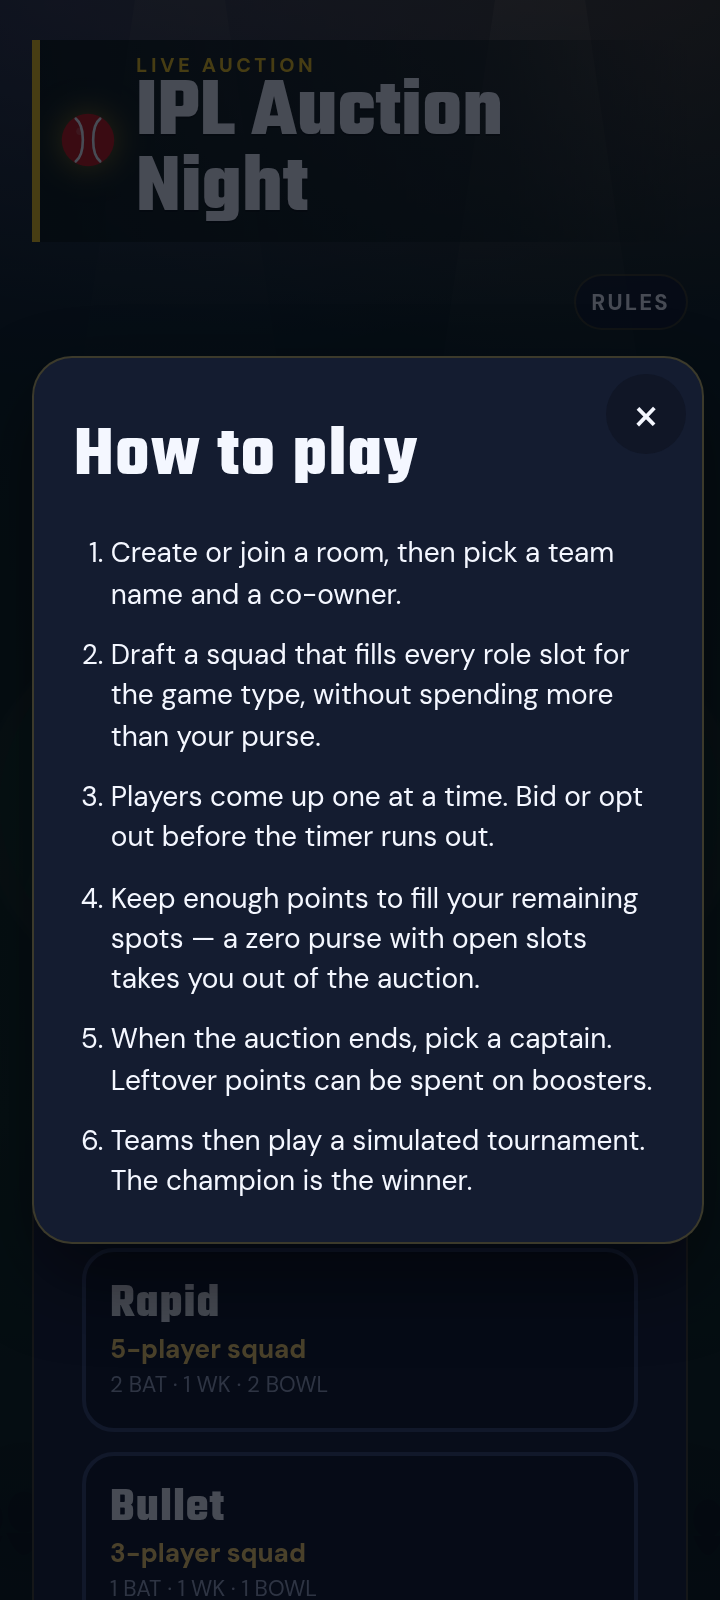 LIVE AUCTION
IPL Auction
Night
RULES
×
How to play
1. Create or join a room, then pick a team
name and a co-owner.
2. Draft a squad that fills every role slot for
the game type, without spending more
than your purse.
3. Players come up one at a time. Bid or opt
out before the timer runs out.
4. Keep enough points to fill your remaining
spots — a zero purse with open slots
takes you out of the auction.
5. When the auction ends, pick a captain.
Leftover points can be spent on boosters.
6. Teams then play a simulated tournament.
The champion is the winner.
Rapid
5-player squad
2 BAT · 1 WK · 2 BOWL
Bullet
3-player squad
1 BAT · 1 WK · 1 BOWL